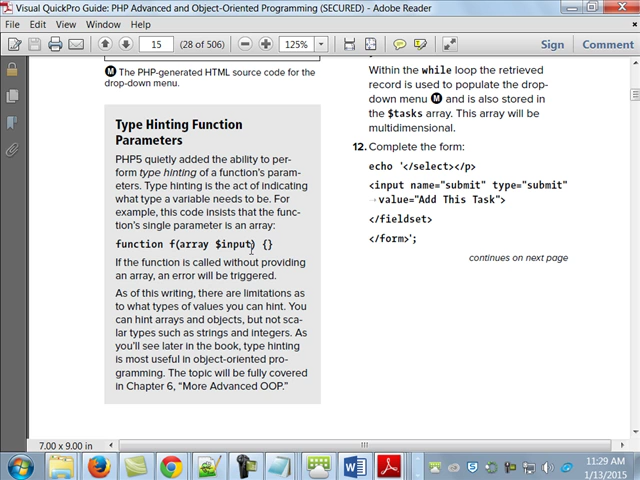 Visual QuickPro Guide: PHP Advanced and Object-Oriented Programming (SECURED) - Adobe Reader
File Edit View Window Help
15 (28 of 506) 125% Sign Comment
M The PHP-generated HTML source code for the
drop-down menu.
Type Hinting Function
Parameters
PHP5 quietly added the ability to per-
form type hinting of a function's param-
eters. Type hinting is the act of indicating
what type a variable needs to be. For
example, this code insists that the func-
tion's single parameter is an array:
function f(array $input) {}
If the function is called without providing
an array, an error will be triggered.
As of this writing, there are limitations as
to what types of values you can hint. You
can hint arrays and objects, but not sca-
lar types such as strings and integers. As
you'll see later in the book, type hinting
is most useful in object-oriented pro-
gramming. The topic will be fully covered
in Chapter 6, “More Advanced OOP.”
Within the while loop the retrieved
record is used to populate the drop-
down menu M and is also stored in
the $tasks array. This array will be
multidimensional.
12. Complete the form:
echo '</select></p>
<input name="submit" type="submit"
→ value="Add This Task">
</fieldset>
</form>';
continues on next page
7.00 x 9.00 in
11:29 AM
1/13/2015